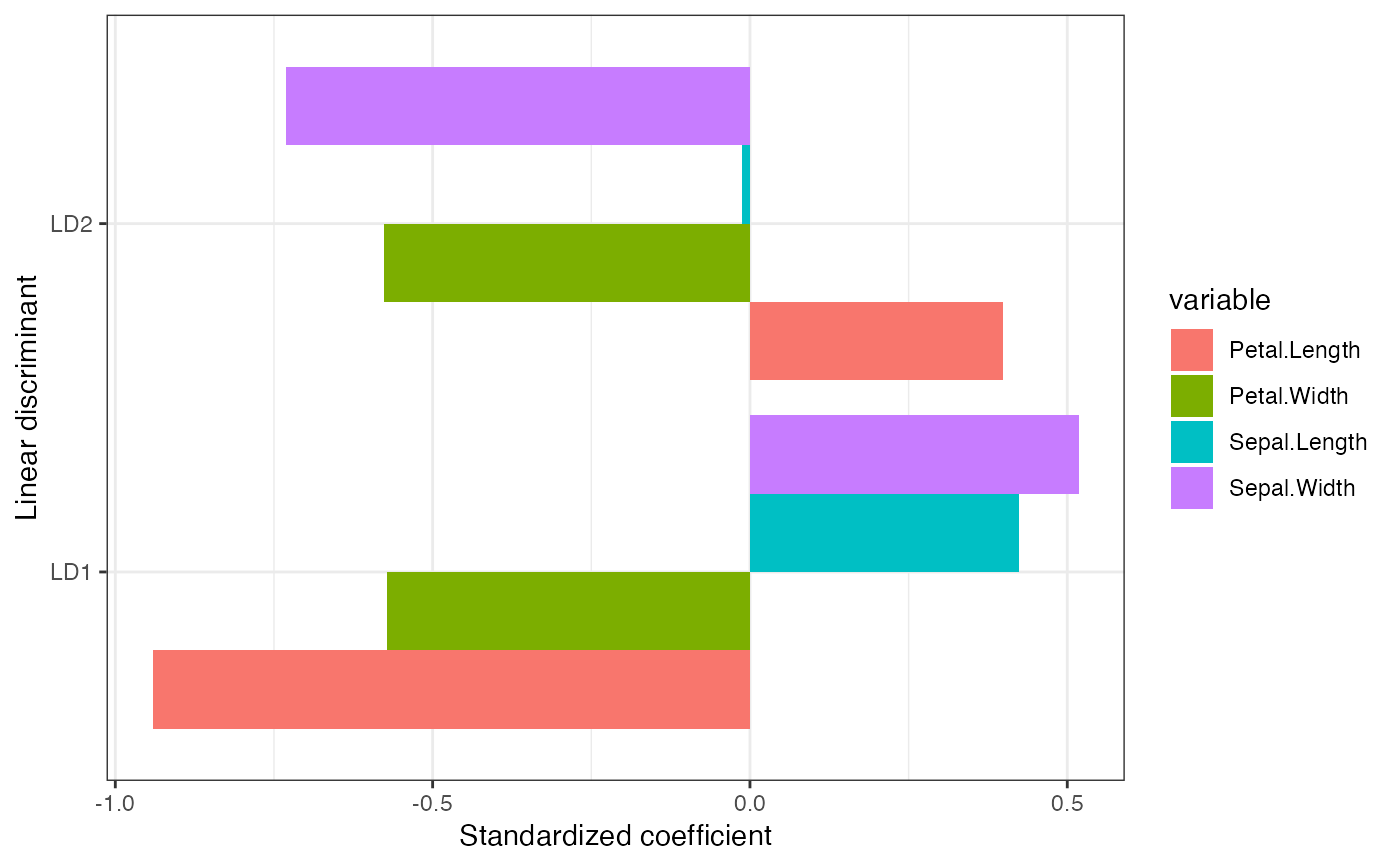 Linear discriminant
LD2
LD1
-1.0
-0.5
0.0
0.5
Standardized coefficient
variable
Petal.Length
Petal.Width
Sepal.Length
Sepal.Width